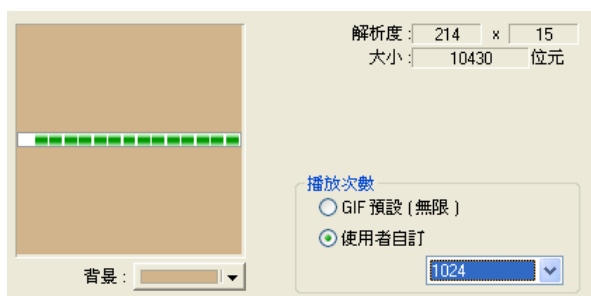 解析度 : 214 x 15
大小 : 10430 位元
播放次數
GIF 預設 ( 無限 )
使用者自訂
1024
背景 :